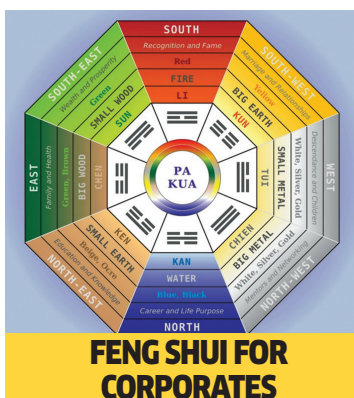 SOUTH
Recognition and Fame
Red
FIRE
LI
SOUTH-WEST
Marriage and Relationships
Yellow
BIG EARTH
KUN
WEST
Descendance and Children
White, Silver, Gold
SMALL METAL
TUI
NORTH-WEST
Mentors and Networking
White, Silver, Gold
BIG METAL
CHIEN
KAN
WATER
Blue, Black
Career and Life Purpose
NORTH
KEN
SMALL EARTH
Beige, Ocre
Education and Knowledge
NORTH-EAST
EAST
Family and Health
Green, Brown
BIG WOOD
CHEN
SOUTH-EAST
Wealth and Prosperity
Green
SMALL WOOD
SUN
PA
KUA
FENG SHUI FOR
CORPORATES